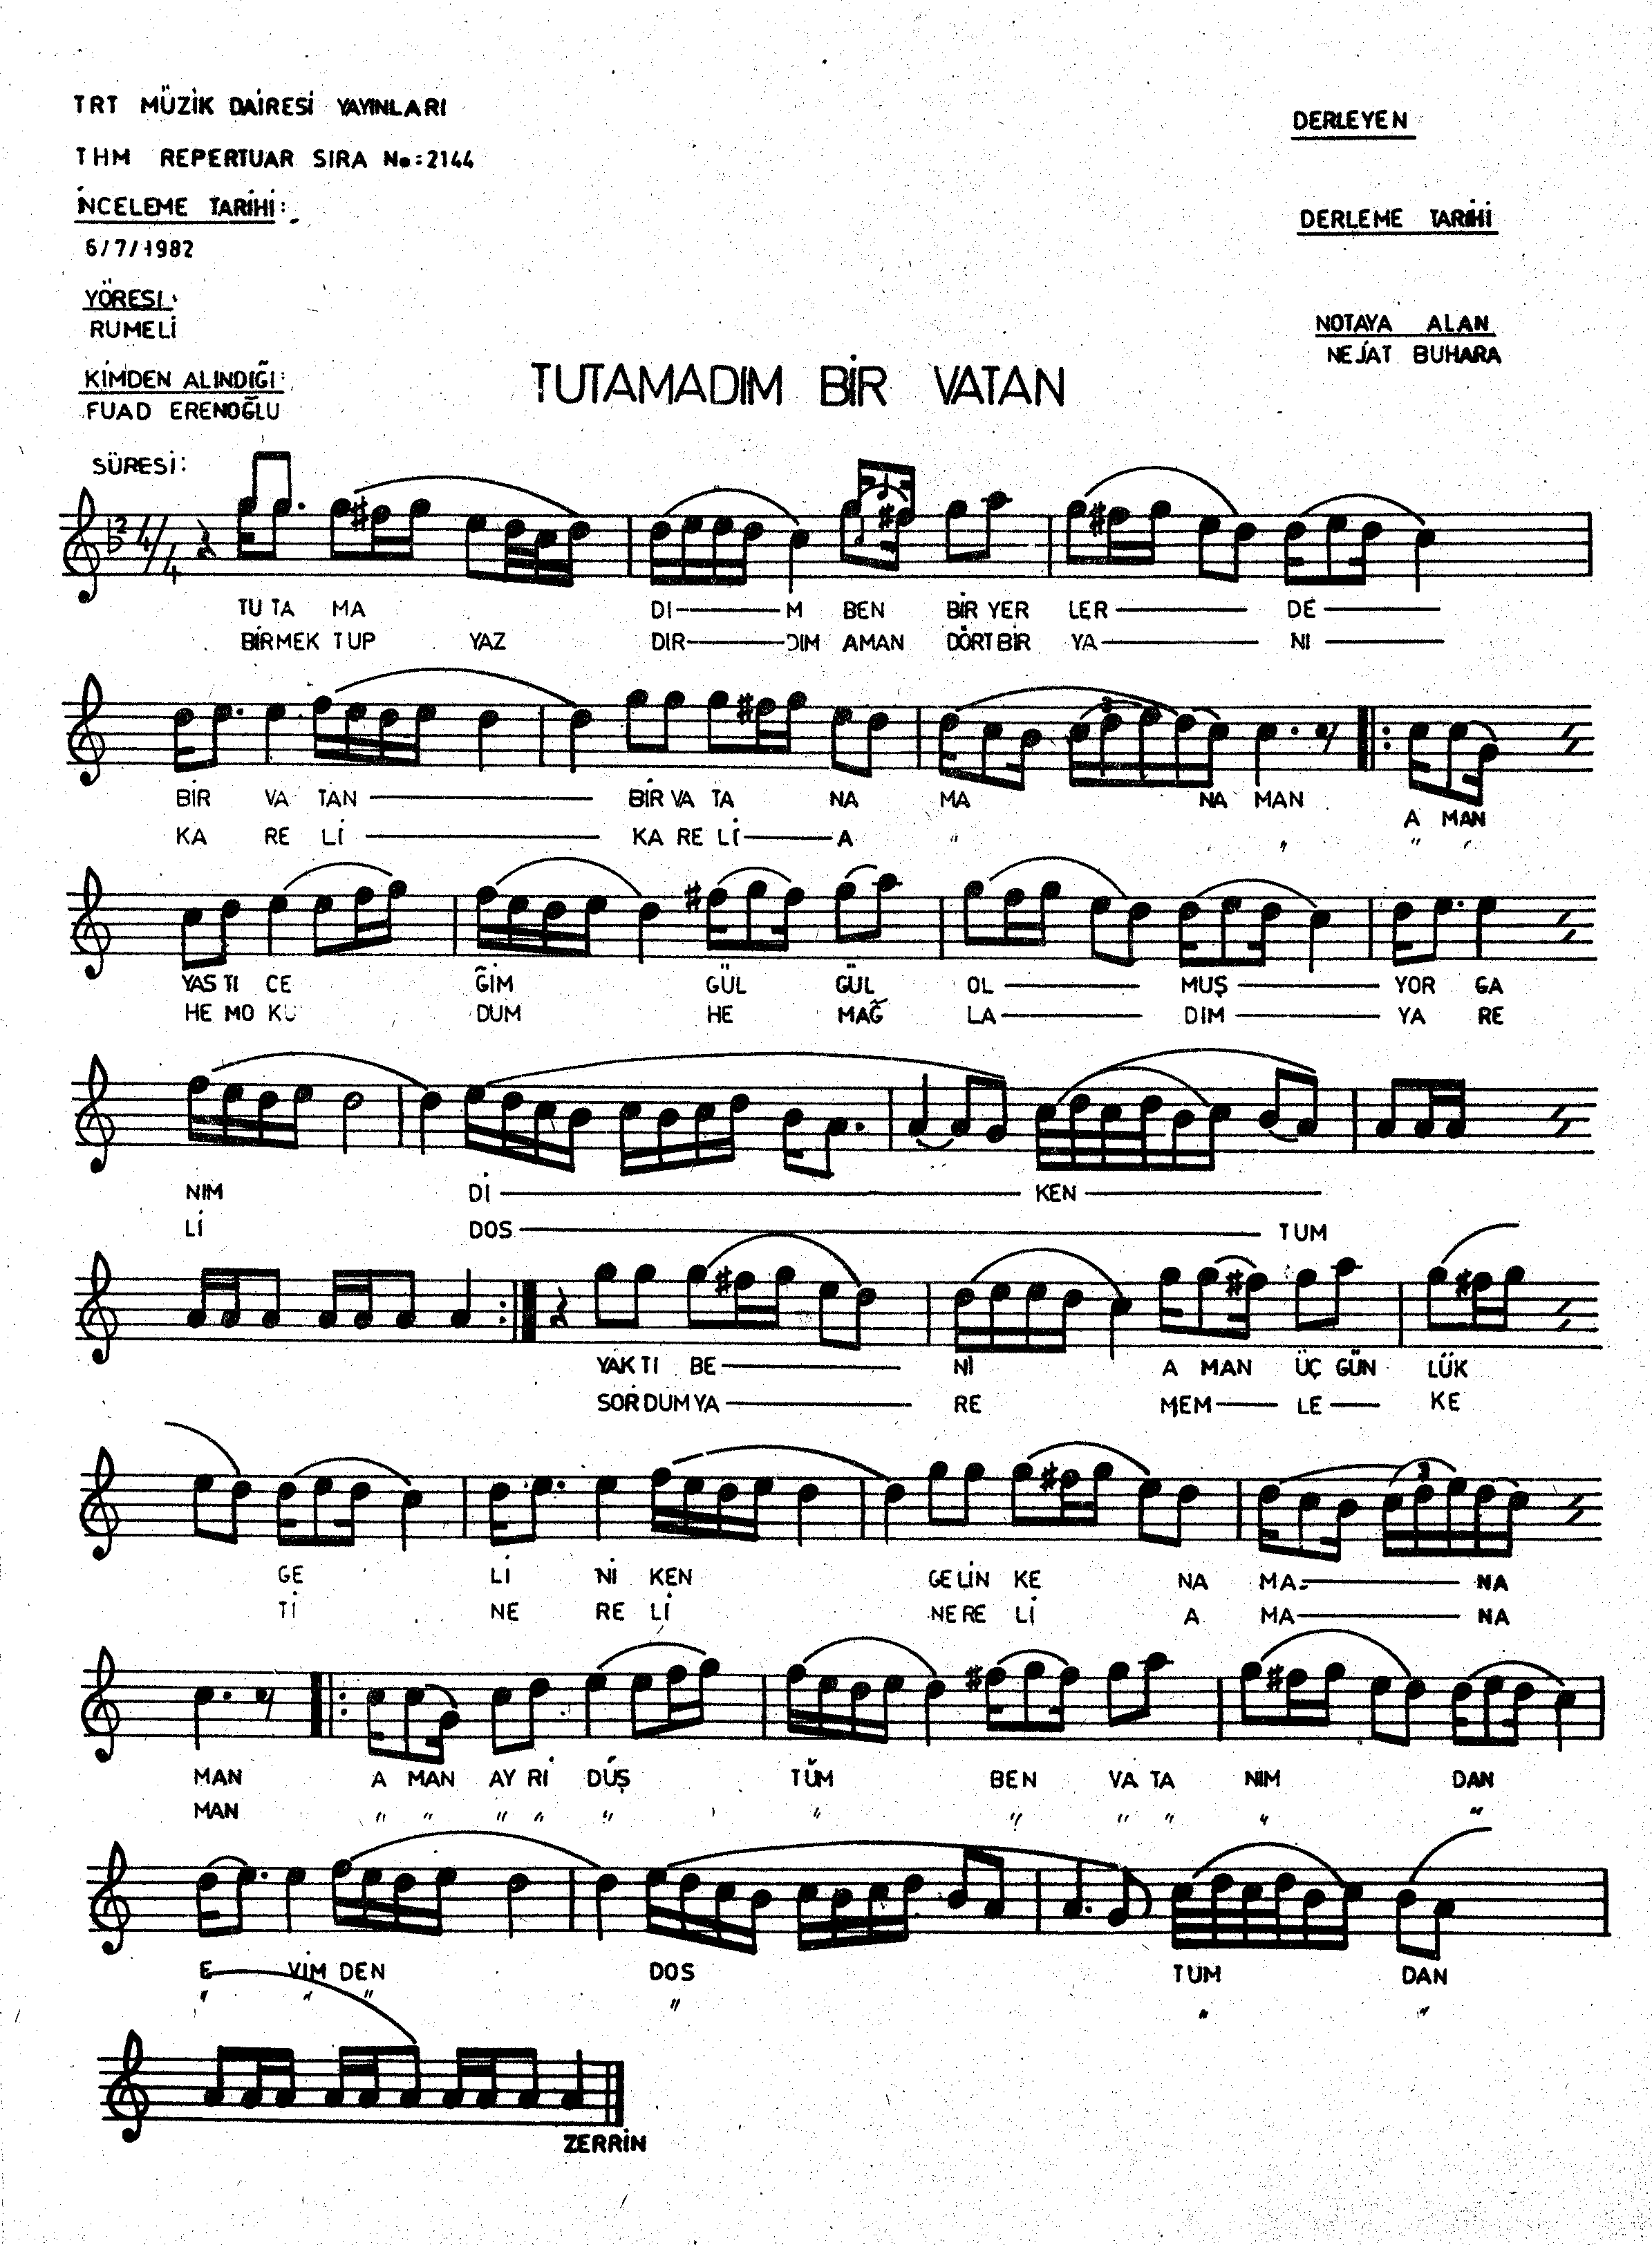 TRT MÜZİK DAİRESİ YAYINLARI
DERLEYEN
THM REPERTUAR SIRA No:2144
İNCELEME TARİHİ:
DERLEME TARİHİ
6/7/1982
YÖRESİ:
RUMELİ
NOTAYA ALAN
NEJAT BUHARA
KİMDEN ALINDIĞI:
FUAD ERENOĞLU
TUTAMADIM BİR VATAN
SÜRESİ:
TU TA MA DI M BEN BİR YER LER DE
BİR MEK TUP YAZ DIR DIM AMAN DÖRT BİR YA NI
BİR VA TAN BİR VA TA NA MA NA MAN A MAN
KA RE Lİ KA RE Lİ A " " " "
YAS TI CE ĞİM GÜL GÜL OL MUŞ YOR GA
HE MO KU DUM HE MAĞ LA DIM YA RE
NIM Dİ KEN
Lİ DOS TUM
YAK TI BE Nİ A MAN ÜÇ GÜN LÜK
SOR DUM YA RE MEM LE KE
GE Lİ Nİ KEN GE LİN KE NA MA NA
Tİ NE RE Lİ NE RE Lİ A MA NA
MAN A MAN AY RI DÜŞ TÜM BEN VA TA NIM DAN
MAN " " " " " " " " " " "
E VİM DEN DOS TUM DAN
" " " " " "
ZERRİN